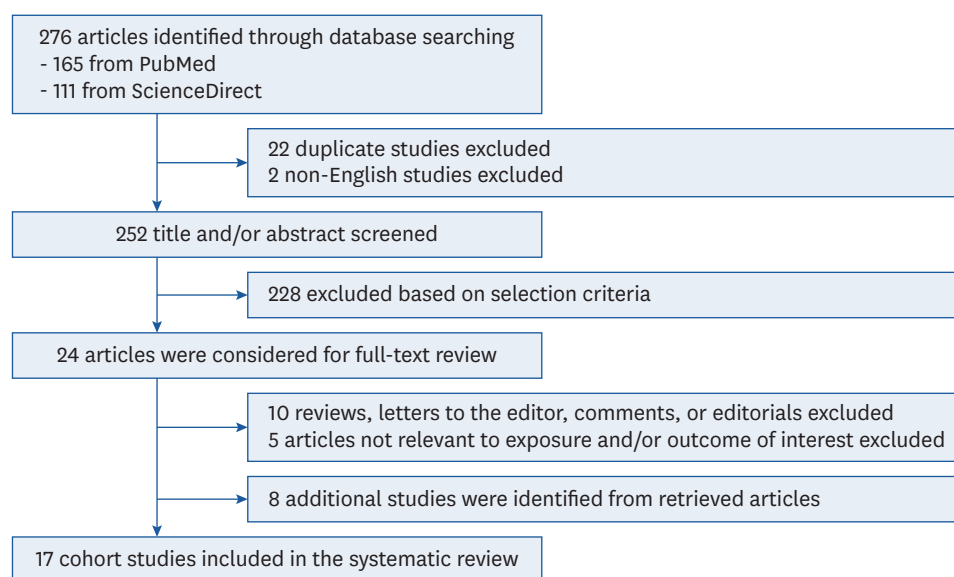 276 articles identified through database searching
- 165 from PubMed
- 111 from ScienceDirect
22 duplicate studies excluded
2 non-English studies excluded
252 title and/or abstract screened
228 excluded based on selection criteria
24 articles were considered for full-text review
10 reviews, letters to the editor, comments, or editorials excluded
5 articles not relevant to exposure and/or outcome of interest excluded
8 additional studies were identified from retrieved articles
17 cohort studies included in the systematic review